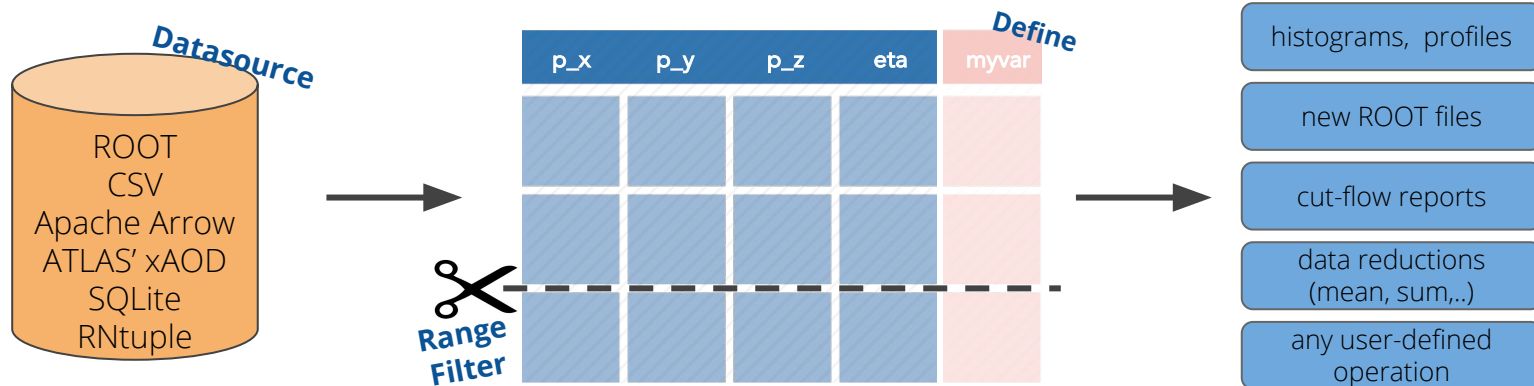 Datasource
ROOT
CSV
Apache Arrow
ATLAS’ xAOD
SQLite
RNtuple
Define
p_x p_y p_z eta myvar
Range
Filter
histograms, profiles
new ROOT files
cut-flow reports
data reductions
(mean, sum,..)
any user-defined
operation